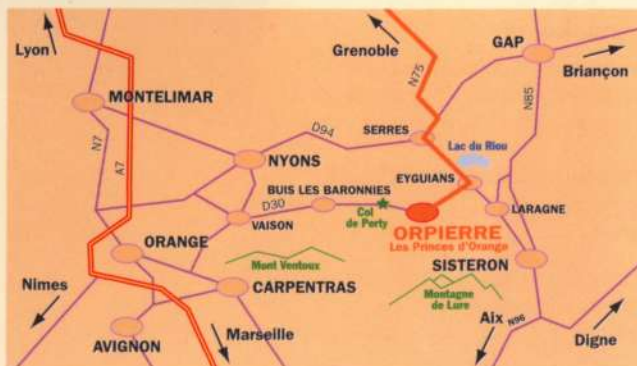 Lyon
Grenoble
GAP
Briançon
MONTELIMAR
N7
A7
N75
N85
D94
SERRES
Lac du Riou
NYONS
EYGUIANS
BUIS LES BARONNIES
D30
Col
de Perty
LARAGNE
VAISON
ORPIERRE
Les Princes d'Orange
ORANGE
Mont Ventoux
SISTERON
Nimes
CARPENTRAS
Montagne
de Lure
Aix
N96
AVIGNON
Marseille
Digne